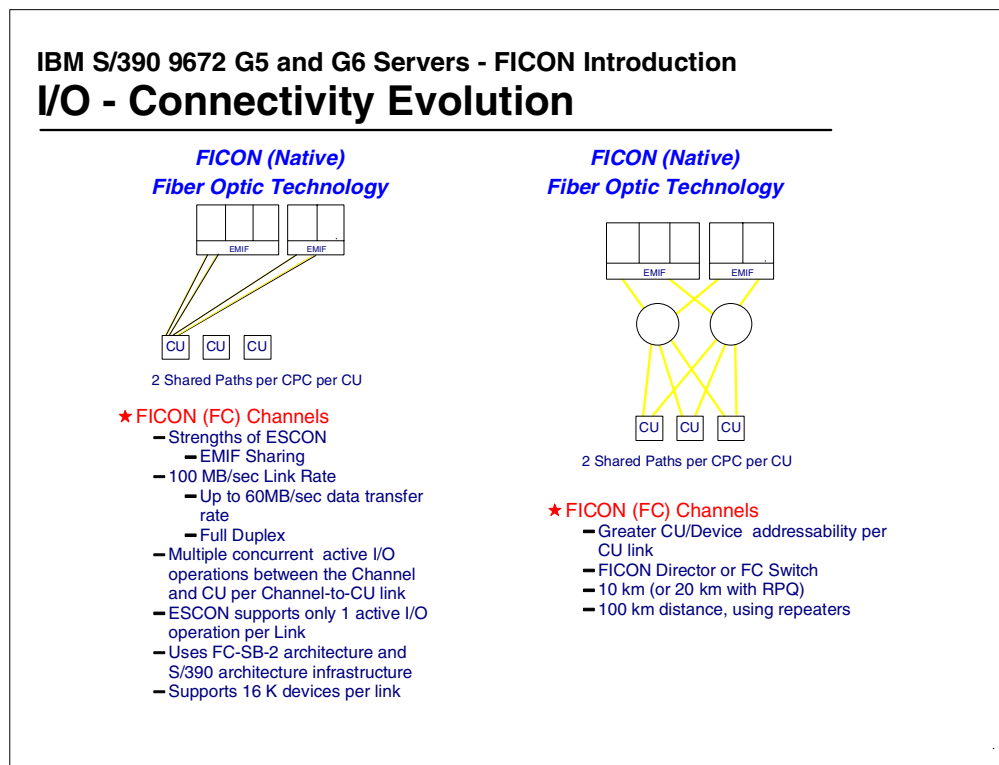 IBM S/390 9672 G5 and G6 Servers - FICON Introduction
I/O - Connectivity Evolution
FICON (Native)
Fiber Optic Technology
EMIF
EMIF
CU
CU
CU
2 Shared Paths per CPC per CU
★ FICON (FC) Channels
– Strengths of ESCON
– EMIF Sharing
– 100 MB/sec Link Rate
– Up to 60MB/sec data transfer
rate
– Full Duplex
– Multiple concurrent active I/O
operations between the Channel
and CU per Channel-to-CU link
– ESCON supports only 1 active I/O
operation per Link
– Uses FC-SB-2 architecture and
S/390 architecture infrastructure
– Supports 16 K devices per link
FICON (Native)
Fiber Optic Technology
EMIF
EMIF
CU
CU
CU
2 Shared Paths per CPC per CU
★ FICON (FC) Channels
– Greater CU/Device addressability per
CU link
– FICON Director or FC Switch
– 10 km (or 20 km with RPQ)
– 100 km distance, using repeaters